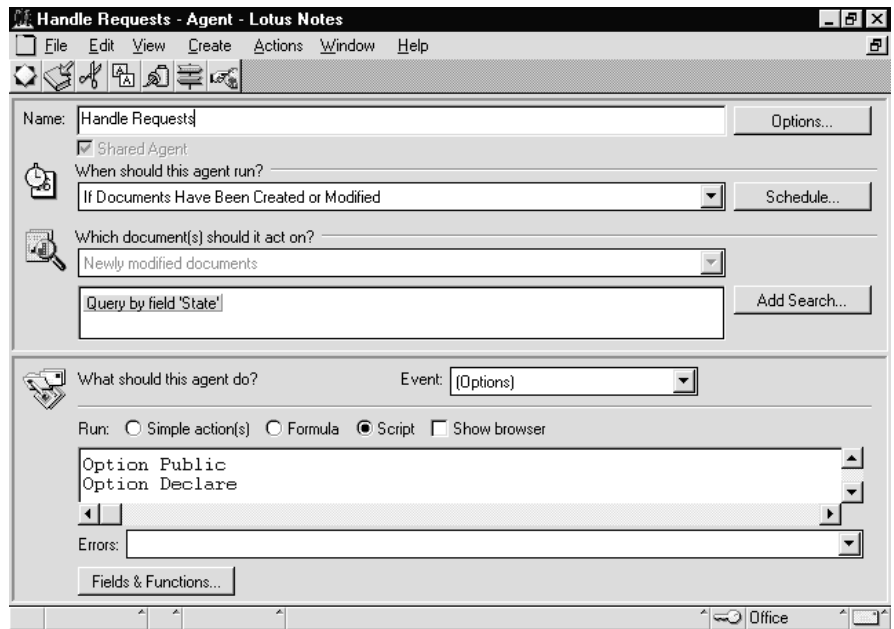 Handle Requests - Agent - Lotus Notes
File Edit View Create Actions Window Help
Name: Handle Requests Options...
Shared Agent
When should this agent run?
If Documents Have Been Created or Modified Schedule...
Which document(s) should it act on?
Newly modified documents
Query by field 'State' Add Search...
What should this agent do? Event: (Options)
Run: Simple action(s) Formula Script Show browser
Option Public
Option Declare
Errors:
Fields & Functions...
Office